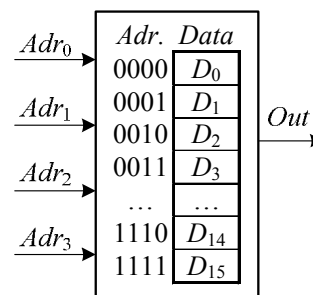 Adr. Data
Adr0
0000 D0
0001 D1
Adr1
0010 D2
Out
0011 D3
Adr2
... ...
1110 D14
Adr3
1111 D15